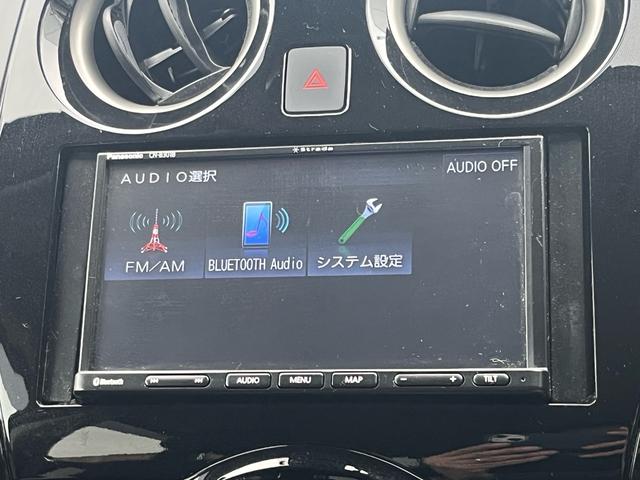 Panasonic
Strada
AUDIO選択
AUDIO OFF
FM/AM
BLUETOOTH Audio
システム設定
Bluetooth
AUDIO
MENU
MAP
− +
TILT